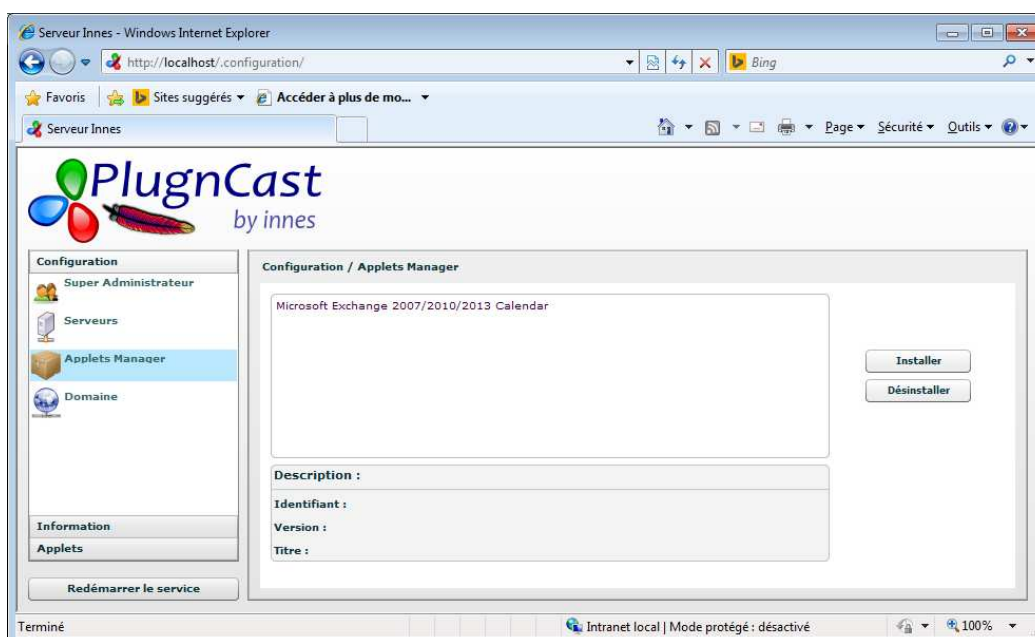 Serveur Innes - Windows Internet Explorer
http://localhost/.configuration/
Bing
Favoris
Sites suggérés
Accéder à plus de mo...
Serveur Innes
Page
Sécurité
Outils
PlugnCast
by innes
Configuration
Super Administrateur
Serveurs
Applets Manager
Domaine
Information
Applets
Redémarrer le service
Configuration / Applets Manager
Microsoft Exchange 2007/2010/2013 Calendar
Installer
Désinstaller
Description :
Identifiant :
Version :
Titre :
Terminé
Intranet local | Mode protégé : désactivé
100%